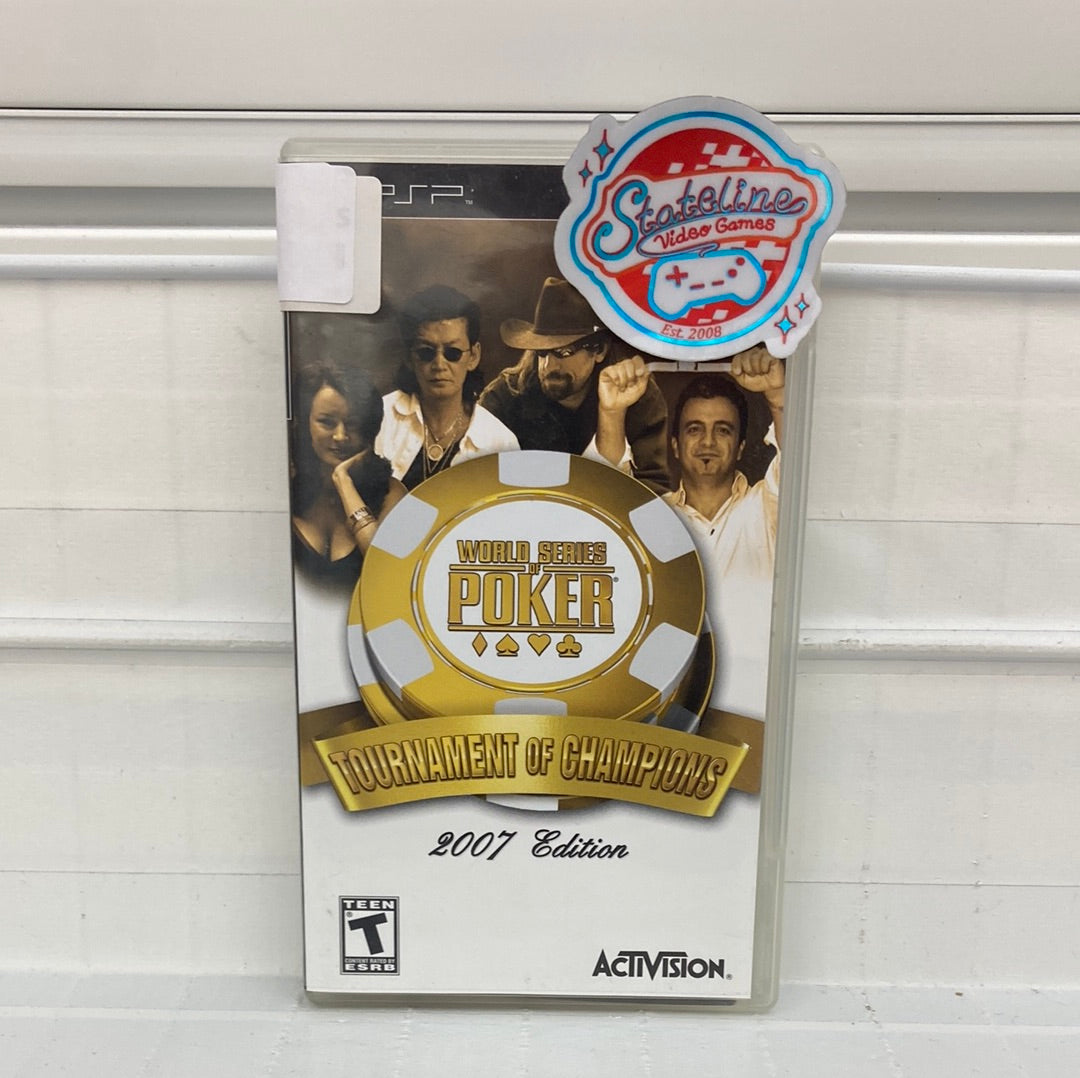 PSP™
Stateline
Video Games
Est. 2008
WORLD SERIES
OF
POKER®
TOURNAMENT OF CHAMPIONS
2007 Edition
TEEN
T®
CONTENT RATED BY
ESRB
ACTIVISION®